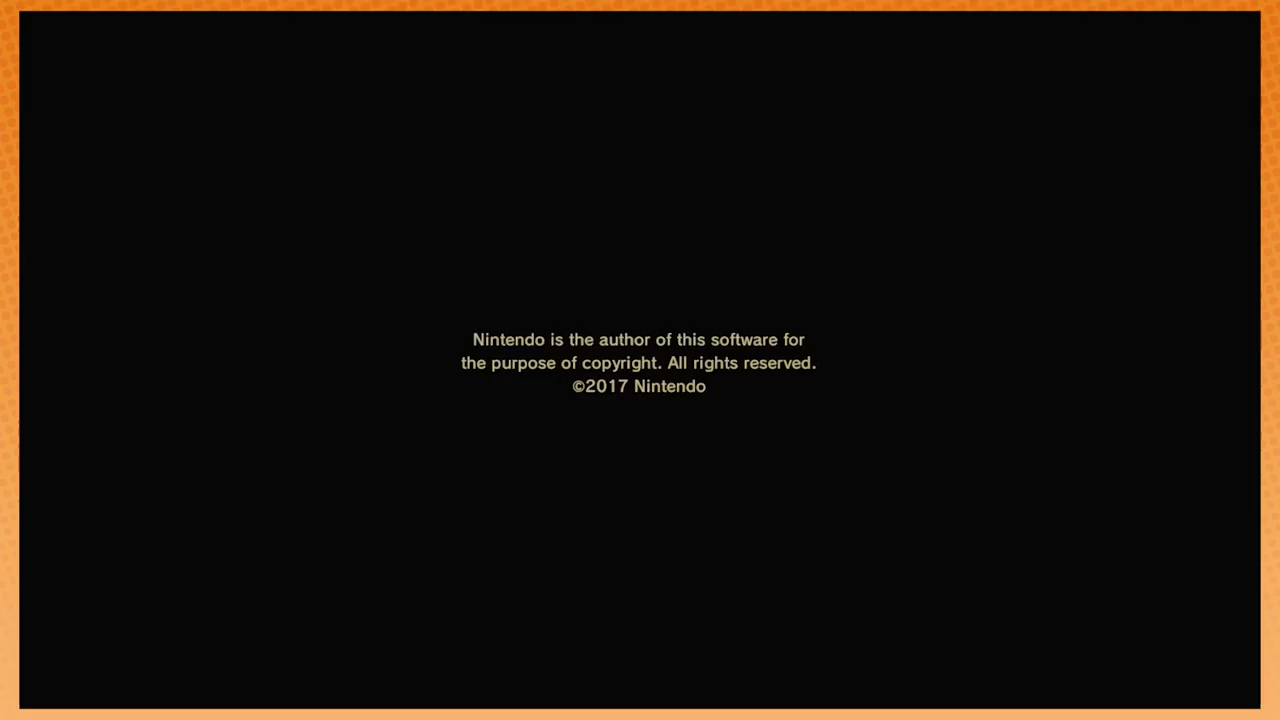 Nintendo is the author of this software for
the purpose of copyright. All rights reserved.
©2017 Nintendo